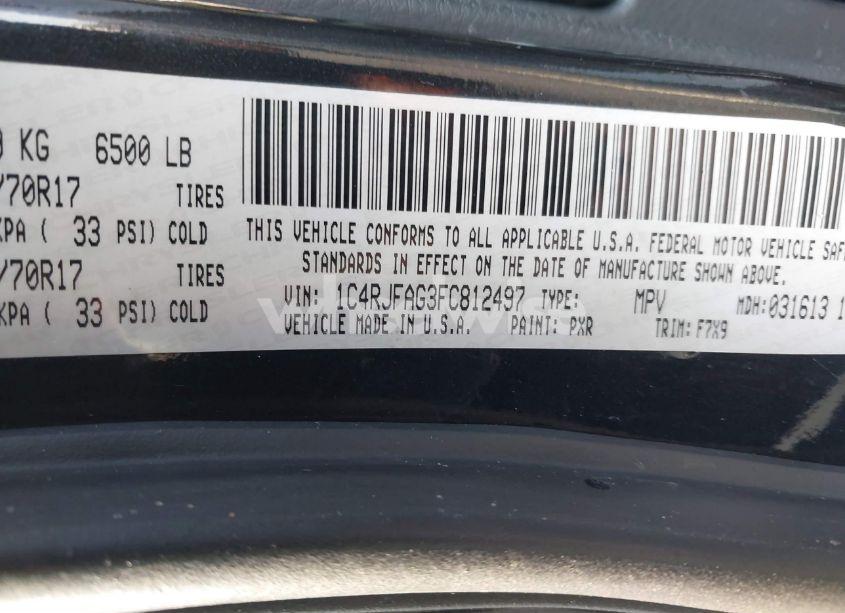 KG 6500 LB
/70R17 TIRES
KPA ( 33 PSI) COLD
/70R17 TIRES
KPA ( 33 PSI) COLD
THIS VEHICLE CONFORMS TO ALL APPLICABLE U.S.A. FEDERAL MOTOR VEHICLE SAF
STANDARDS IN EFFECT ON THE DATE OF MANUFACTURE SHOWN ABOVE.
VIN: 1C4RJFAG3FC812497 TYPE: MPV MDH:031613 1
VEHICLE MADE IN U.S.A. PAINT: PXR TRIM: F7X9